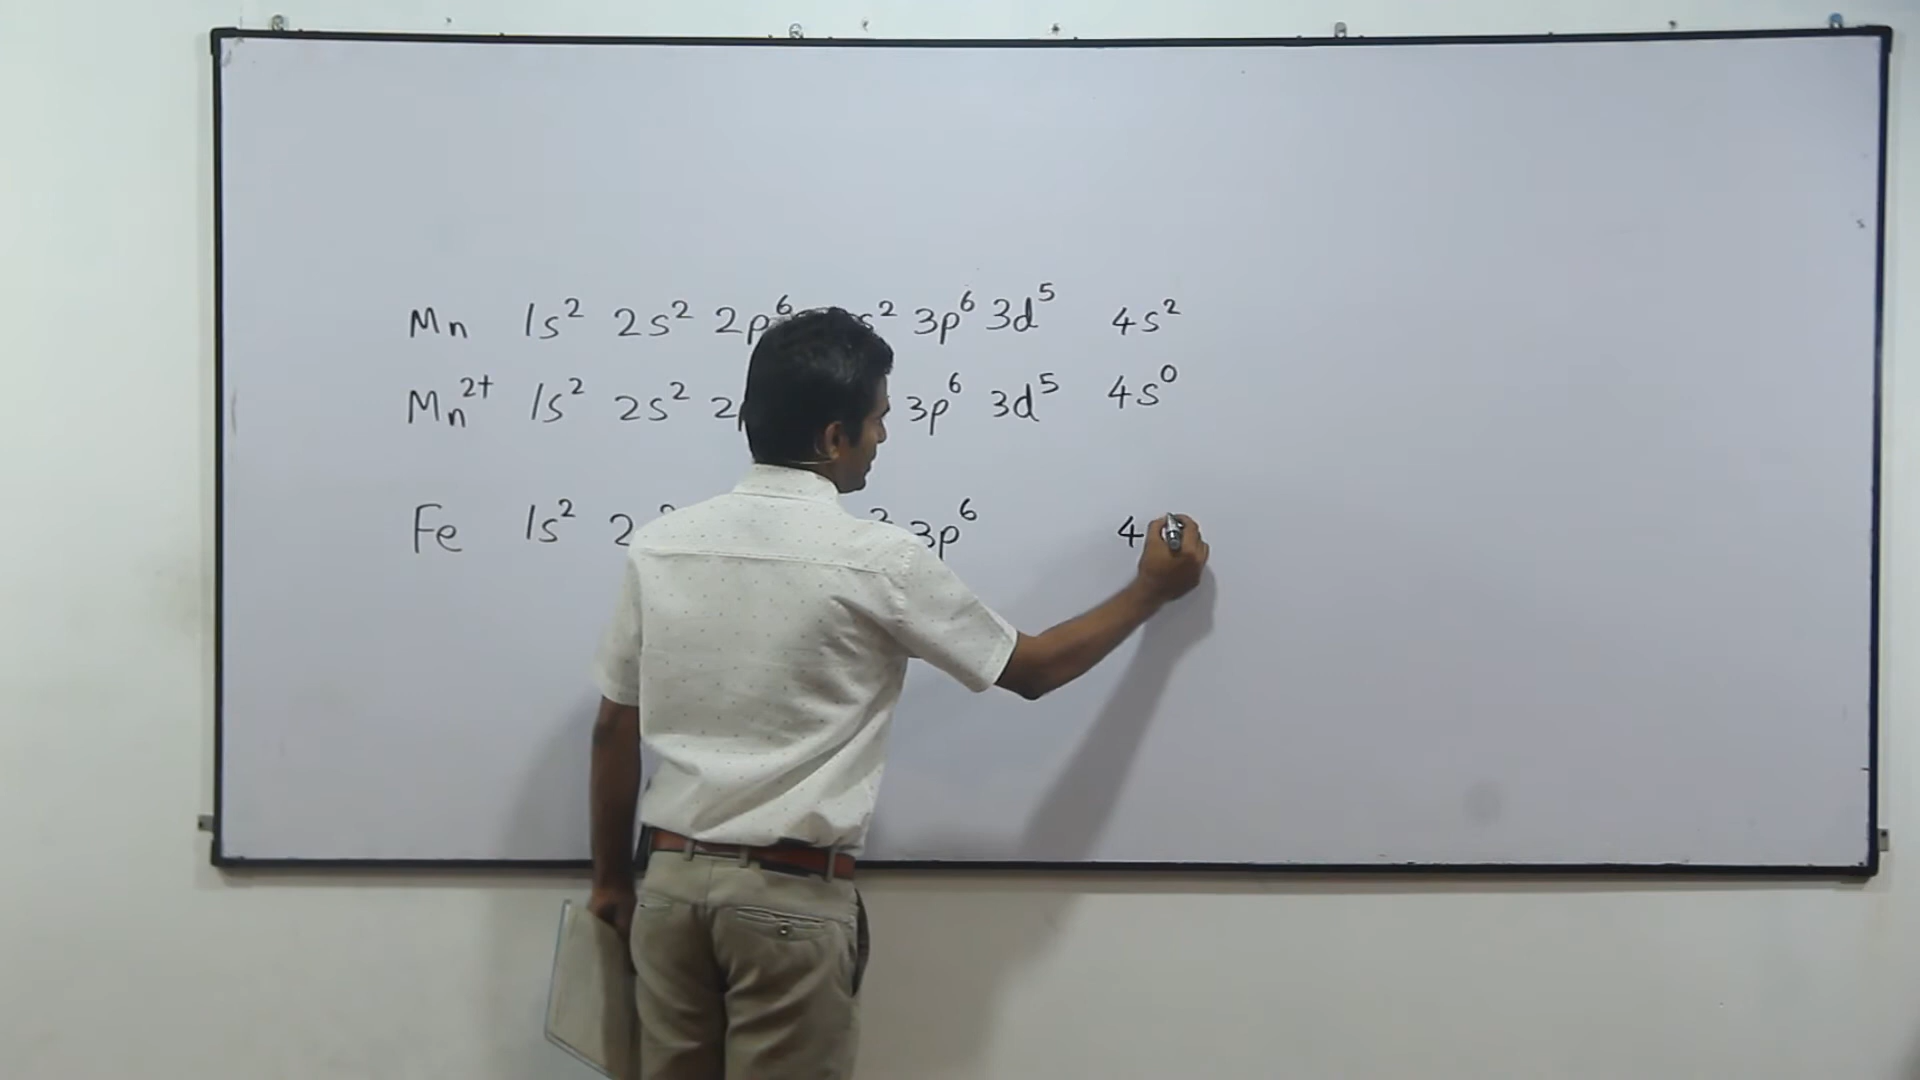 Mn 1s² 2s² 2p⁶ s² 3p⁶ 3d⁵ 4s²
Mn²⁺ 1s² 2s² 2p 3p⁶ 3d⁵ 4s⁰
Fe 1s² 2 ² 3p⁶ 4